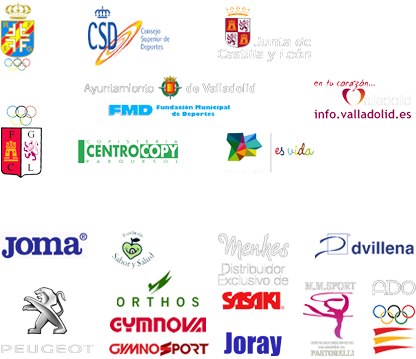 CSD Consejo
Superior de
Deportes
Junta de
Castilla y León
Ayuntamiento de Valladolid
FMD Fundación Municipal
de Deportes
en tu corazón...
valladolid
info.valladolid.es
F G
C L
COPISTERIA
CENTROCOPY
PARQUESOL
es vida
Joma
Fundación
Sabor y Salud
Menkes
Distribuidor
Exclusivo de
SASAKI
dvillena
ORTHOS
GYMNOVA
GYMNOSPORT
Joray
M.M.SPORT
PASTORELLI
ADO
PEUGEOT